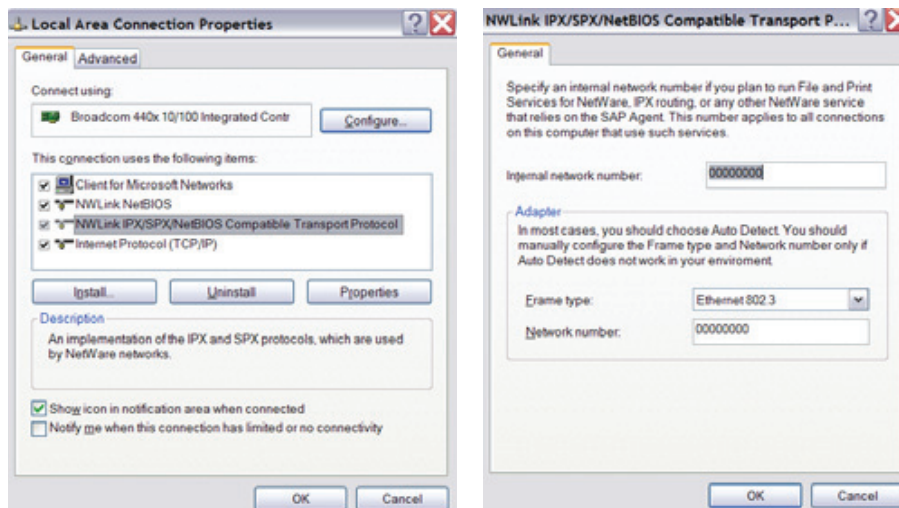 Local Area Connection Properties
General
Advanced
Connect using:
Broadcom 440x 10/100 Integrated Contr
Configure...
This connection uses the following items:
Client for Microsoft Networks
NWLink NetBIOS
NWLink IPX/SPX/NetBIOS Compatible Transport Protocol
Internet Protocol (TCP/IP)
Install...
Uninstall
Properties
Description
An implementation of the IPX and SPX protocols, which are used
by NetWare networks.
Show icon in notification area when connected
Notify me when this connection has limited or no connectivity
OK
Cancel
NWLink IPX/SPX/NetBIOS Compatible Transport P...
General
Specify an internal network number if you plan to run File and Print
Services for NetWare, IPX routing, or any other NetWare service
that relies on the SAP Agent. This number applies to all connections
on this computer that use such services.
Internal network number:
00000000
Adapter
In most cases, you should choose Auto Detect. You should
manually configure the Frame type and Network number only if
Auto Detect does not work in your enviroment.
Frame type:
Ethernet 802.3
Network number:
00000000
OK
Cancel